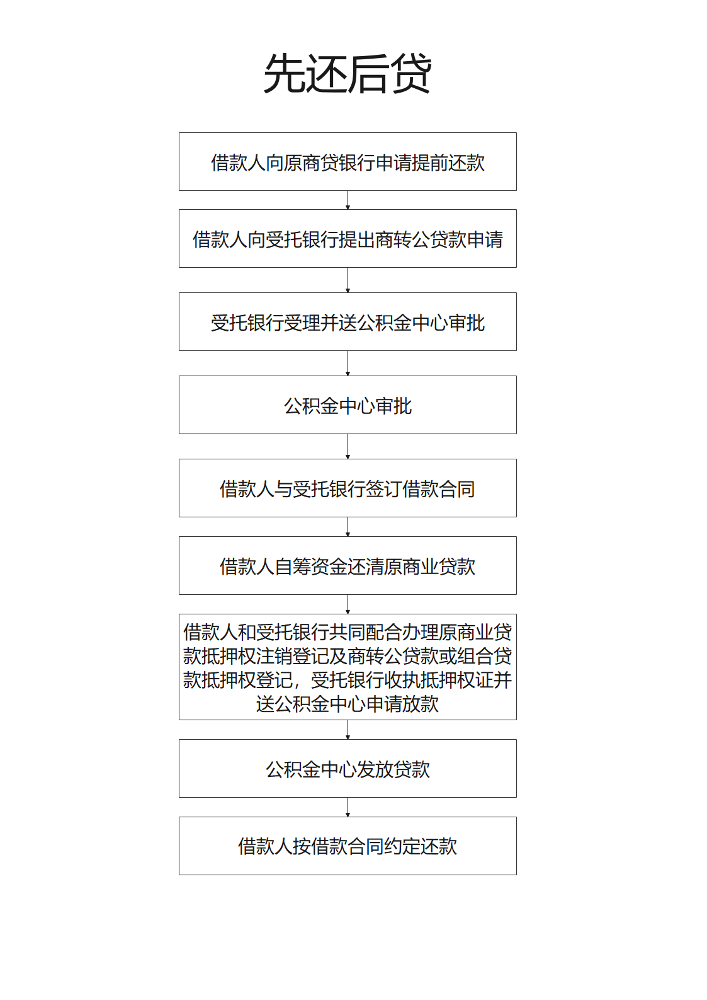 先还后贷
借款人向原商贷银行申请提前还款
借款人向受托银行提出商转公贷款申请
受托银行受理并送公积金中心审批
公积金中心审批
借款人与受托银行签订借款合同
借款人自筹资金还清原商业贷款
借款人和受托银行共同配合办理原商业贷
款抵押权注销登记及商转公贷款或组合贷
款抵押权登记，受托银行收执抵押权证并
送公积金中心申请放款
公积金中心发放贷款
借款人按借款合同约定还款